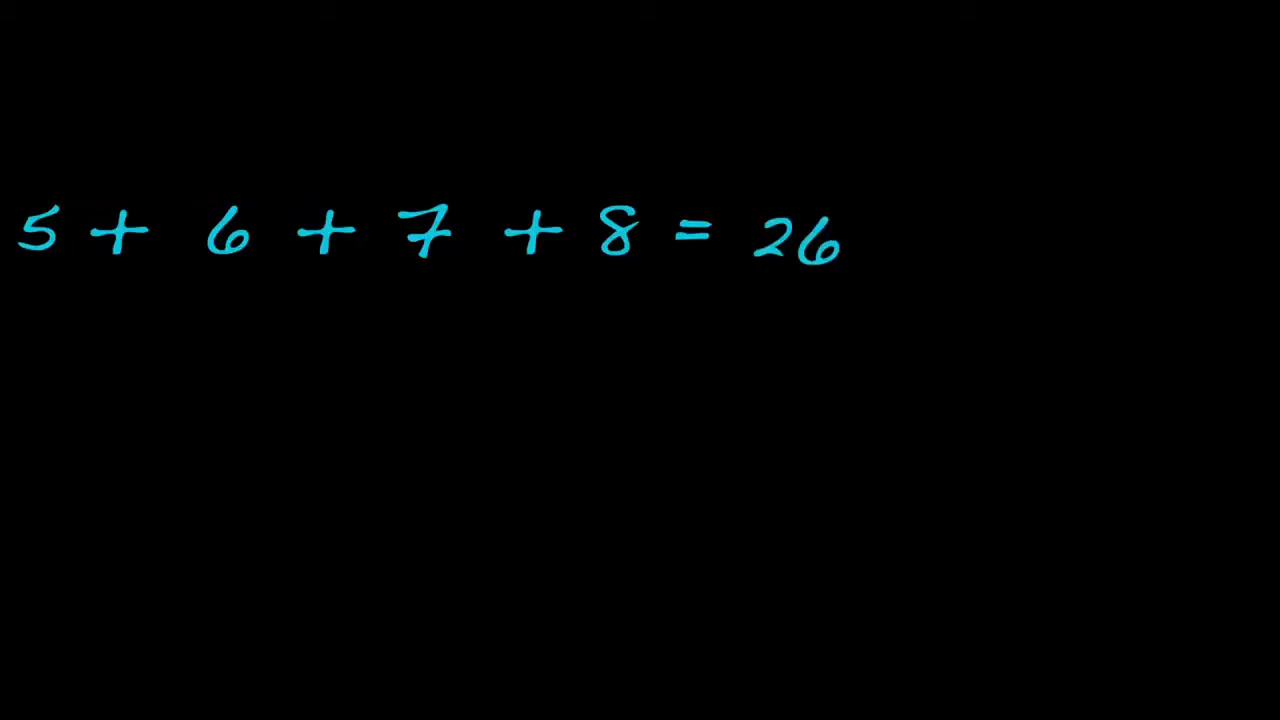 5 + 6 + 7 + 8 = 26